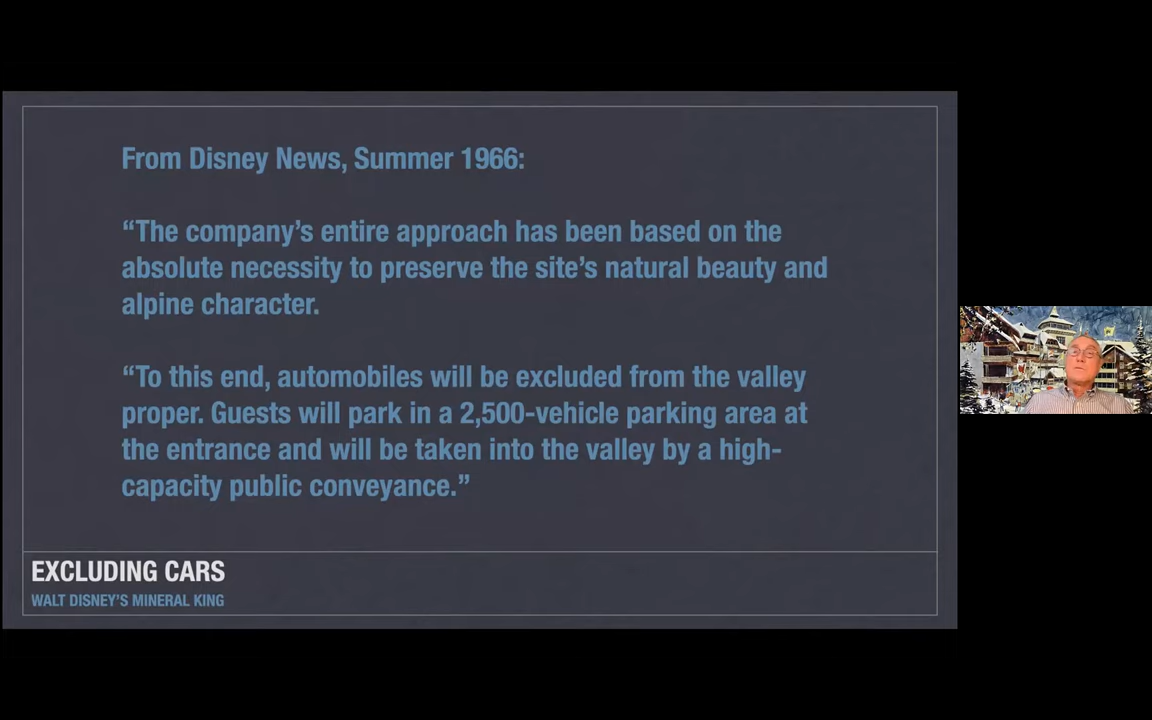 From Disney News, Summer 1966:
“The company’s entire approach has been based on the
absolute necessity to preserve the site’s natural beauty and
alpine character.
“To this end, automobiles will be excluded from the valley
proper. Guests will park in a 2,500-vehicle parking area at
the entrance and will be taken into the valley by a high-
capacity public conveyance.”
EXCLUDING CARS
WALT DISNEY’S MINERAL KING